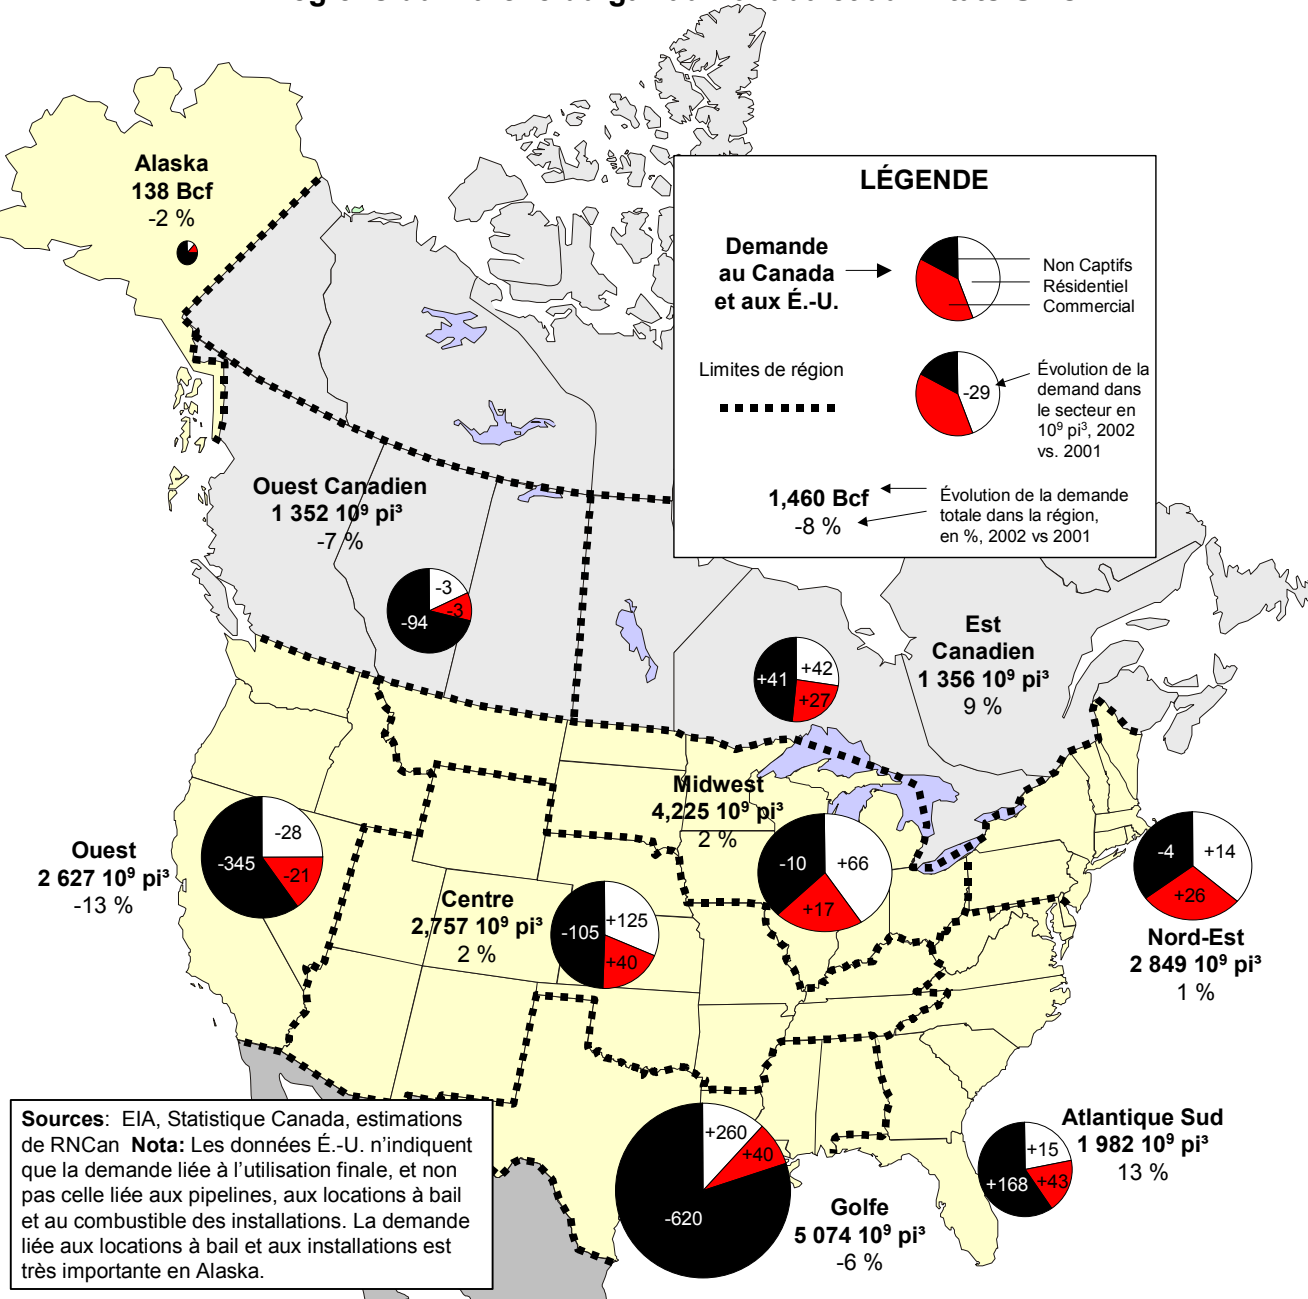 Alaska
138 Bcf
-2 %
LÉGENDE
Demande
au Canada
et aux É.-U.
Non Captifs
Résidentiel
Commercial
Limites de région
-29
Évolution de la
demand dans
le secteur en
10⁹ pi³, 2002
vs. 2001
1,460 Bcf
-8 %
Évolution de la demande
totale dans la région,
en %, 2002 vs 2001
Ouest Canadien
1 352 10⁹ pi³
-7 %
-3
-3
-94
Est
Canadien
1 356 10⁹ pi³
9 %
+41
+42
+27
Midwest
4,225 10⁹ pi³
2 %
-10
+66
+17
Ouest
2 627 10⁹ pi³
-13 %
-345
-28
-21
Centre
2,757 10⁹ pi³
2 %
-105
+125
+40
-4
+14
+26
Nord-Est
2 849 10⁹ pi³
1 %
Sources: EIA, Statistique Canada, estimations
de RNCan Nota: Les données É.-U. n'indiquent
que la demande liée à l'utilisation finale, et non
pas celle liée aux pipelines, aux locations à bail
et au combustible des installations. La demande
liée aux locations à bail et aux installations est
très importante en Alaska.
+260
+40
-620
Golfe
5 074 10⁹ pi³
-6 %
Atlantique Sud
1 982 10⁹ pi³
13 %
+15
+168
+43